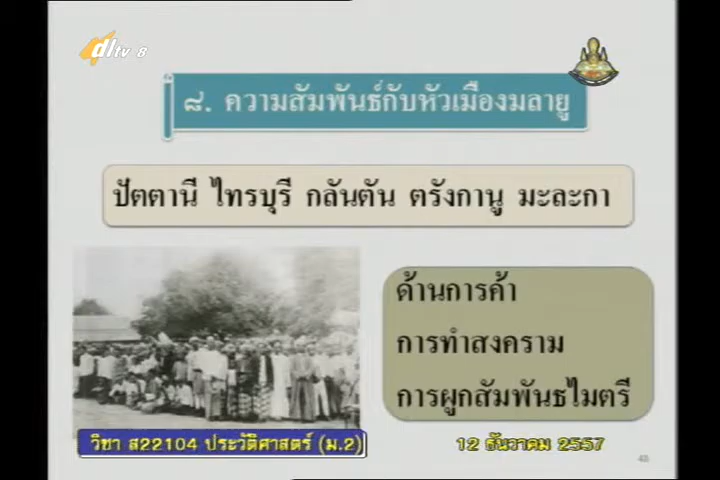 dltv-8
๘. ความสัมพันธ์กับหัวเมืองมลายู
ปัตตานี ไทรบุรี กลันตัน ตรังกานู มะละกา
ด้านการค้า
การทำสงคราม
การผูกสัมพันธไมตรี
วิชา ส22104 ประวัติศาสตร์ (ม.2)
12 ธันวาคม 2557
48